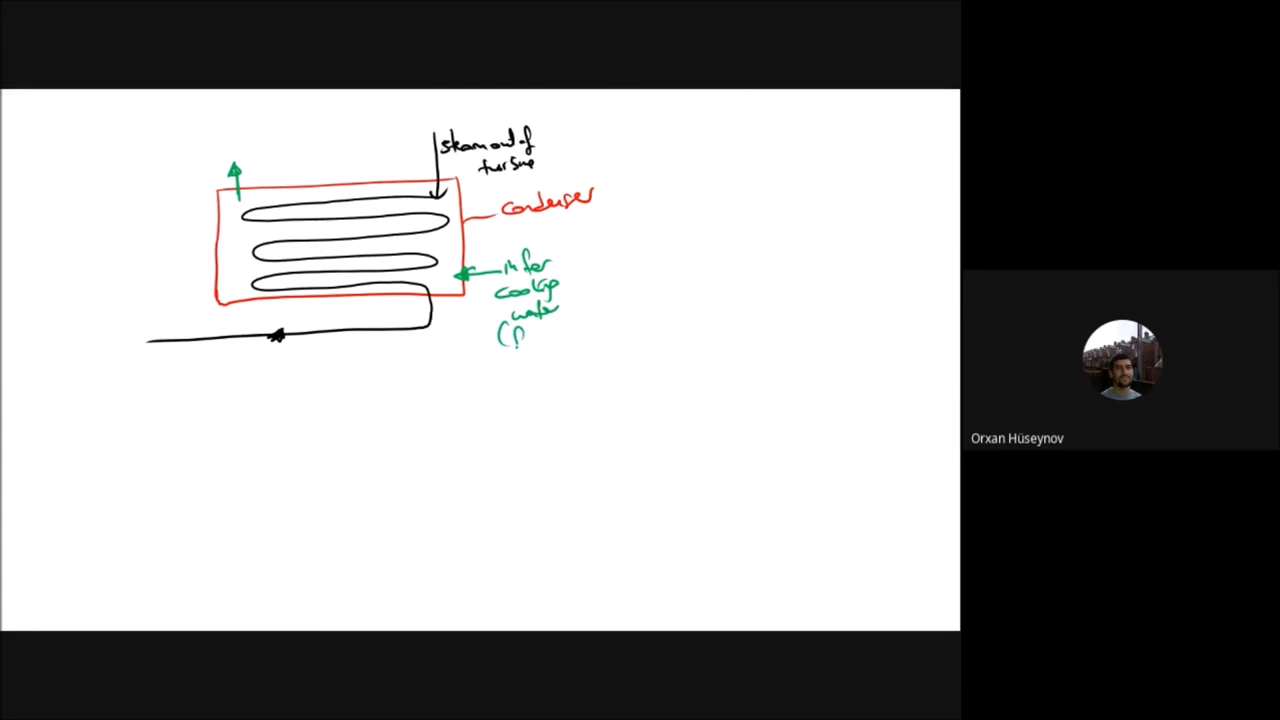 steam out of
turbine
condenser
in for
cooling
water
(
Orxan Hüseynov